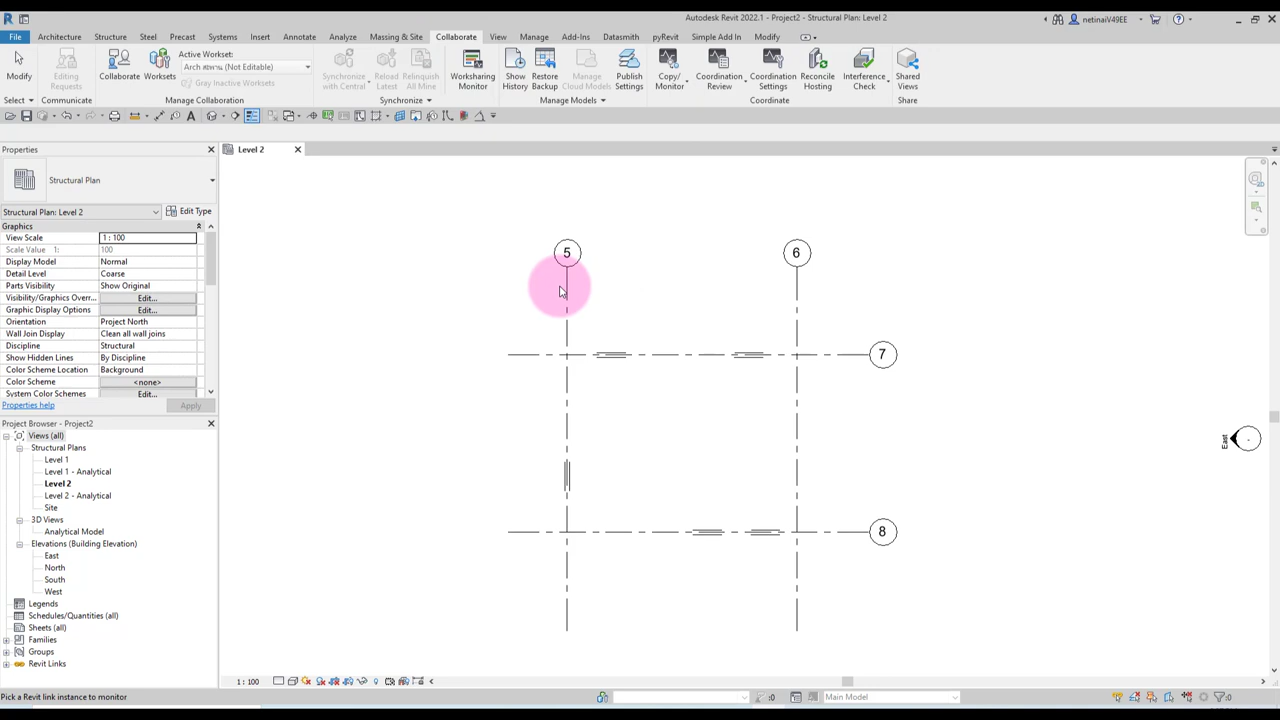 Autodesk Revit 2022.1 - Project2 - Structural Plan: Level 2
netinaiV49EE
File Architecture Structure Steel Precast Systems Insert Annotate Analyze Massing & Site Collaborate View Manage Add-Ins Datasmith pyRevit Simple Add In Modify
Modify
Select
Editing Requests
Communicate
Collaborate
Worksets
Active Workset:
(Not Editable)
Gray Inactive Worksets
Manage Collaboration
Synchronize with Central
Reload Latest
Relinquish All Mine
Synchronize
Worksharing Monitor
Show History
Restore Backup
Manage Cloud Models
Publish Settings
Manage Models
Copy/ Monitor
Coordination Review
Coordination Settings
Reconcile Hosting
Interference Check
Coordinate
Shared Views
Share
Properties
Level 2
Structural Plan
Structural Plan: Level 2
Edit Type
Graphics
View Scale 1 : 100
Scale Value 1: 100
Display Model Normal
Detail Level Coarse
Parts Visibility Show Original
Visibility/Graphics Overr... Edit...
Graphic Display Options Edit...
Orientation Project North
Wall Join Display Clean all wall joins
Discipline Structural
Show Hidden Lines By Discipline
Color Scheme Location Background
Color Scheme <none>
System Color Schemes Edit...
Properties help
Apply
Project Browser - Project2
Views (all)
Structural Plans
Level 1
Level 1 - Analytical
Level 2
Level 2 - Analytical
Site
3D Views
Analytical Model
Elevations (Building Elevation)
East
North
South
West
Legends
Schedules/Quantities (all)
Sheets (all)
Families
Groups
Revit Links
5
6
7
8
East
1 : 100
Pick a Revit link instance to monitor
:0
Main Model
:0